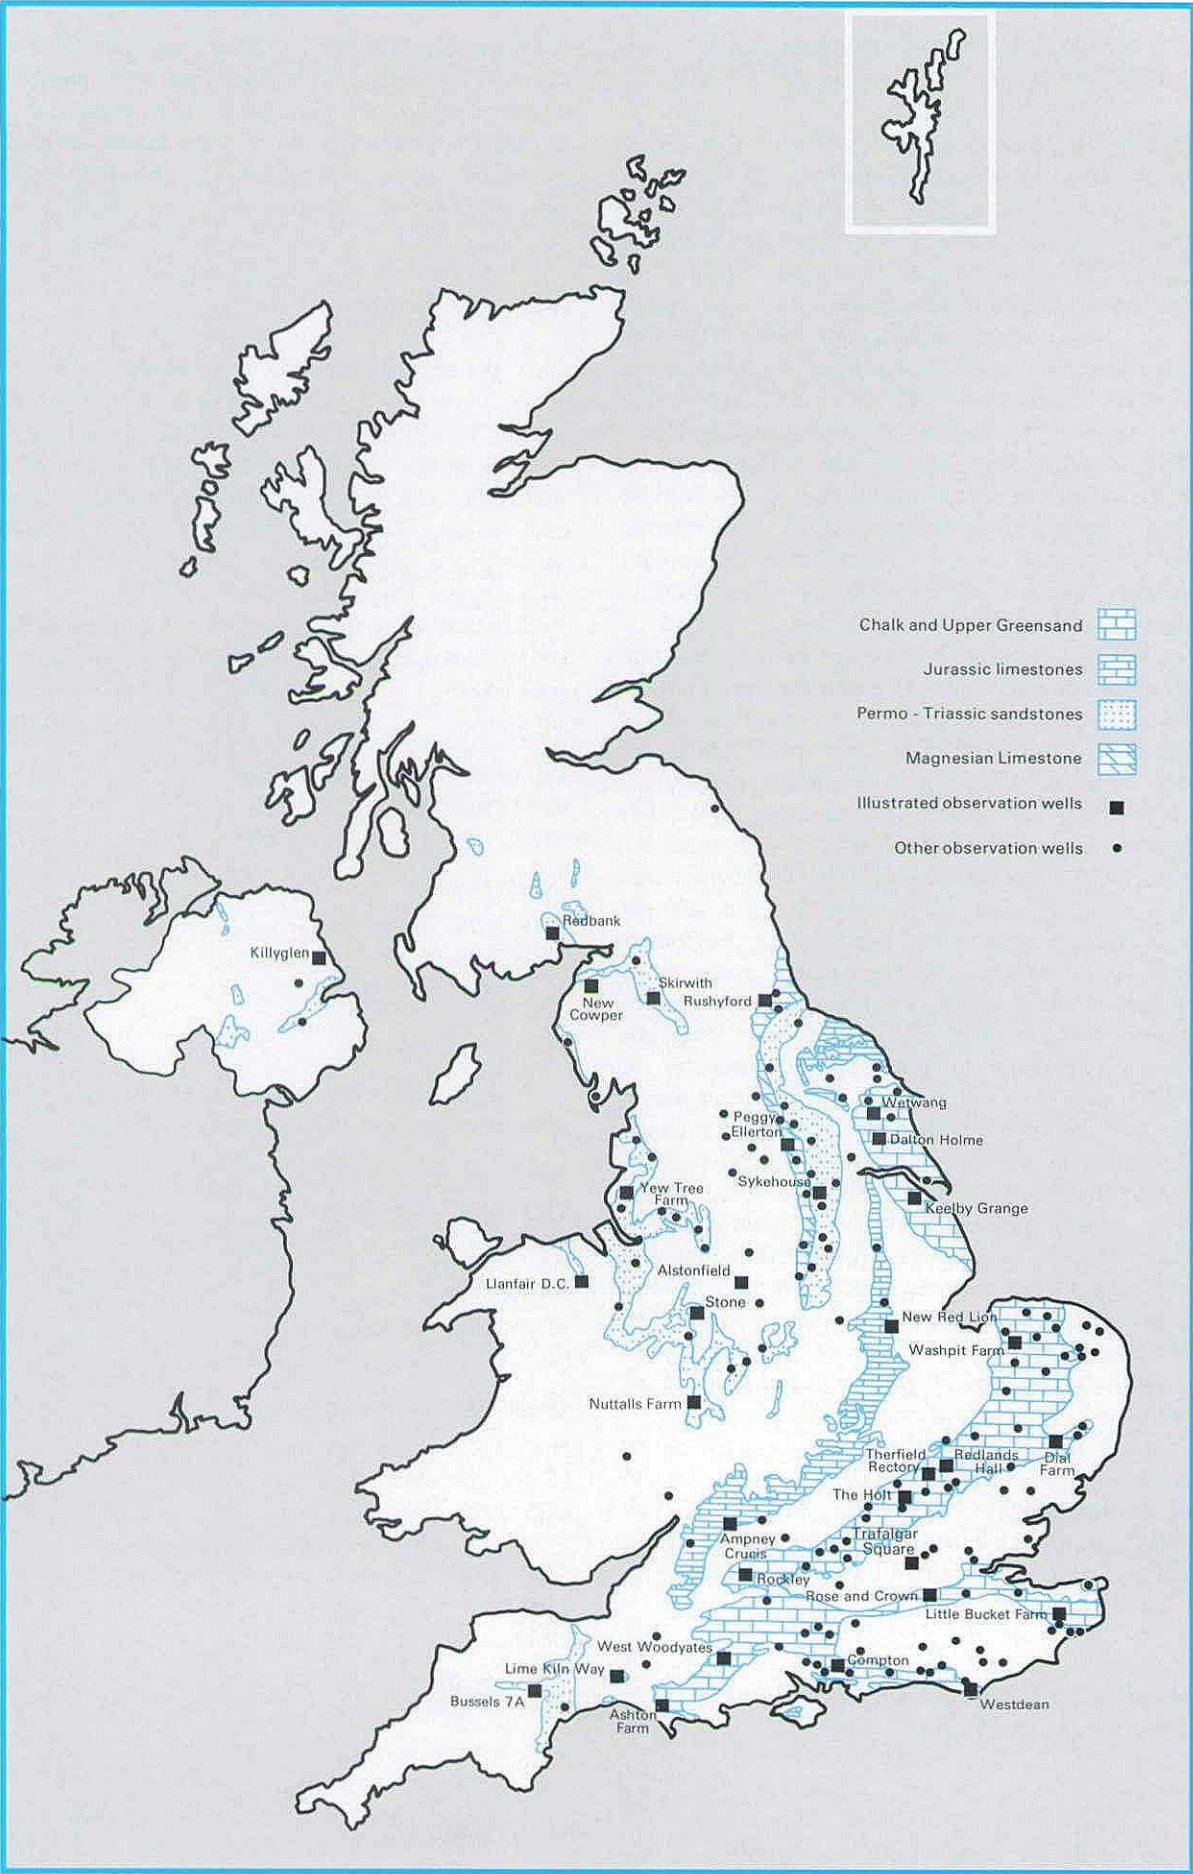 Chalk and Upper Greensand
Jurassic limestones
Permo - Triassic sandstones
Magnesian Limestone
Illustrated observation wells
Other observation wells
Redbank
Killyglen
Skirwith
New
Cowper
Rushyford
Wetwang
Peggy
Ellerton
Dalton Holme
Sykehouse
Yew Tree
Farm
Keelby Grange
Alstonfield
Llanfair D.C.
Stone
New Red Lion
Washpit Farm
Nuttalls Farm
Therfield
Rectory
Redlands
Hall
Dial
Farm
The Holt
Ampney
Crucis
Trafalgar
Square
Rockley
Rose and Crown
Little Bucket Farm
West Woodyates
Compton
Lime Kiln Way
Bussels 7A
Ashton
Farm
Westdean